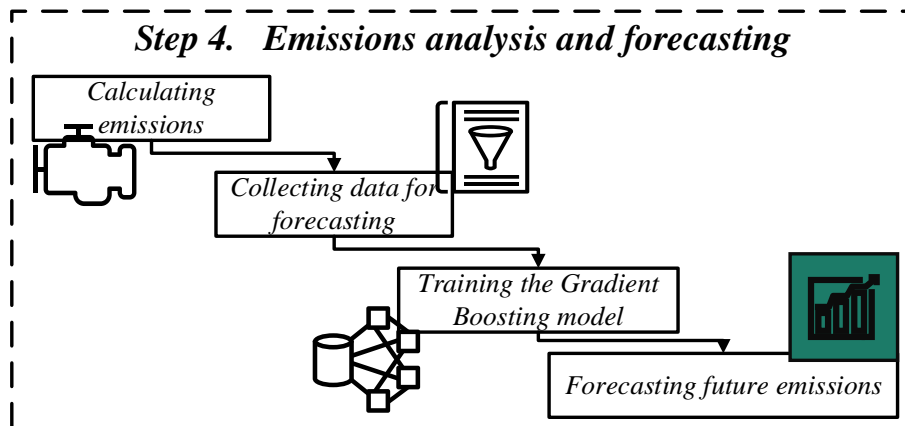 Step 4. Emissions analysis and forecasting
Calculating
emissions
Collecting data for
forecasting
Training the Gradient
Boosting model
Forecasting future emissions